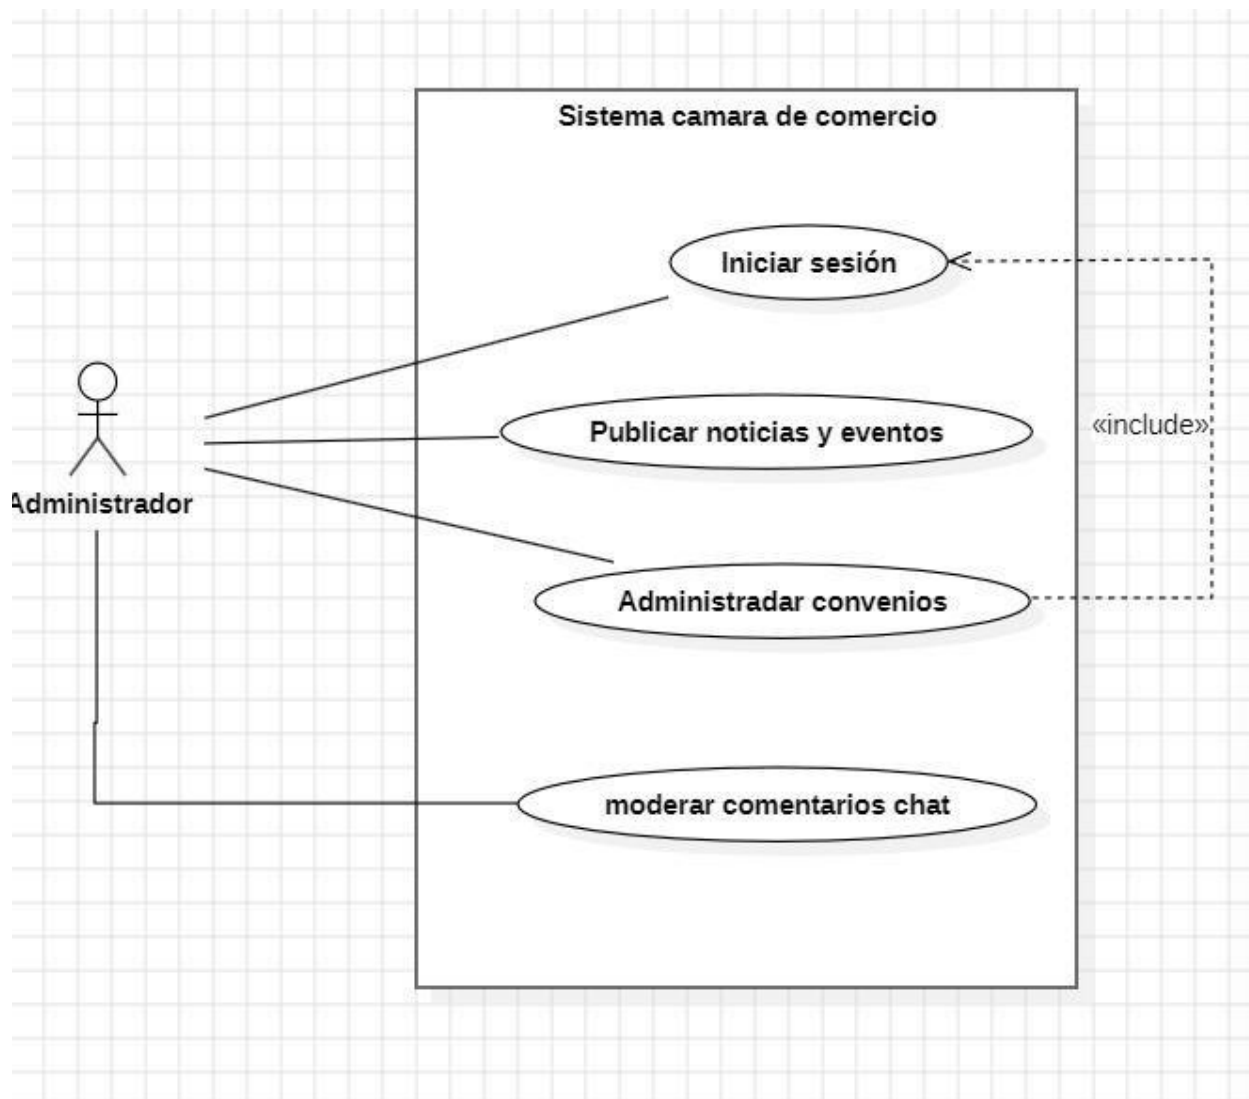 Sistema camara de comercio
Iniciar sesión
Publicar noticias y eventos
«include»
Administrador
Administradar convenios
moderar comentarios chat